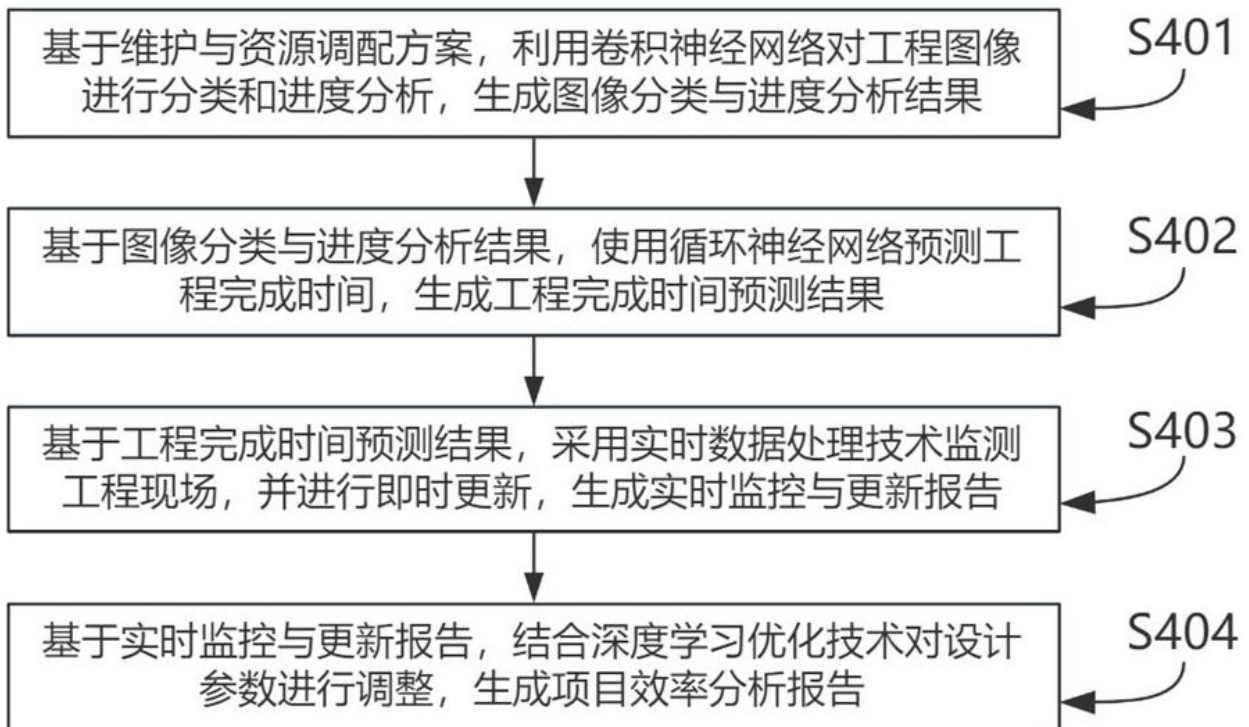 基于维护与资源调配方案，利用卷积神经网络对工程图像
进行分类和进度分析，生成图像分类与进度分析结果
S401
基于图像分类与进度分析结果，使用循环神经网络预测工
程完成时间，生成工程完成时间预测结果
S402
基于工程完成时间预测结果，采用实时数据处理技术监测
工程现场，并进行即时更新，生成实时监控与更新报告
S403
基于实时监控与更新报告，结合深度学习优化技术对设计
参数进行调整，生成项目效率分析报告
S404